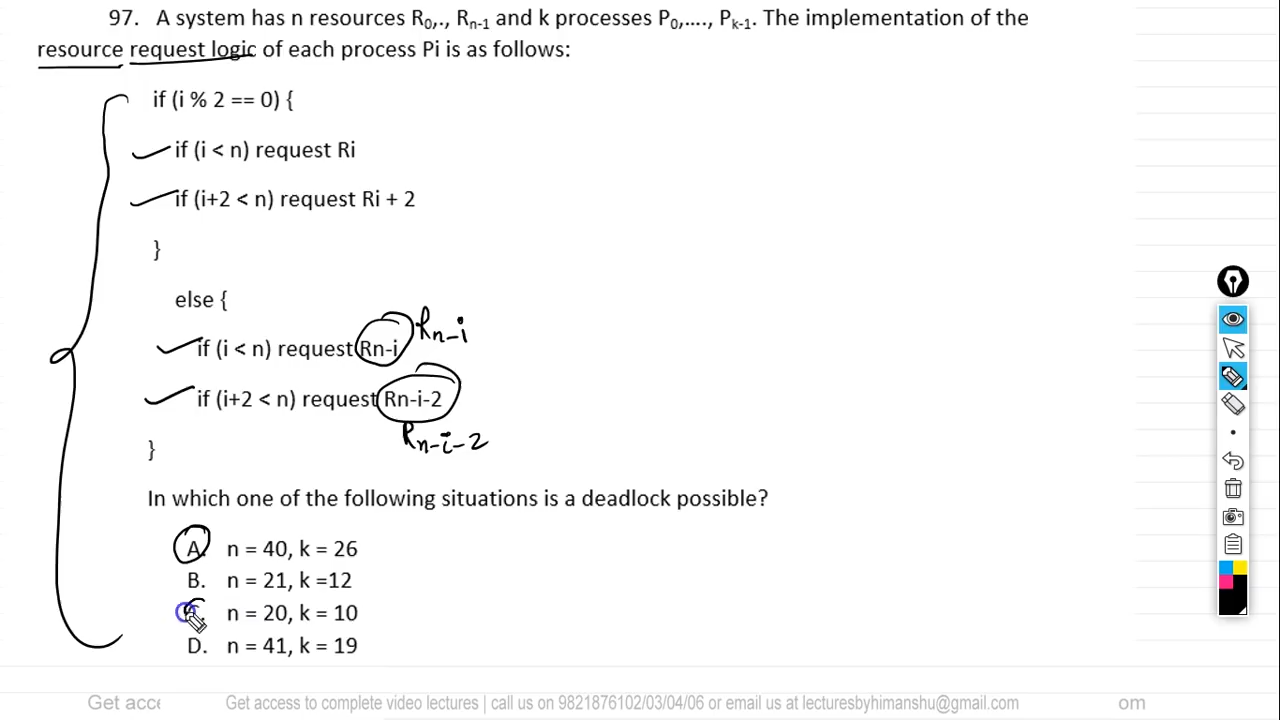 97. A system has n resources R0,., Rn-1 and k processes P0,...., Pk-1. The implementation of the
resource request logic of each process Pi is as follows:
if (i % 2 == 0) {
if (i < n) request Ri
if (i+2 < n) request Ri + 2
}
else {
if (i < n) request Rn-i Rn-i
if (i+2 < n) request Rn-i-2
Rn-i-2
}
In which one of the following situations is a deadlock possible?
A. n = 40, k = 26
B. n = 21, k =12
n = 20, k = 10
D. n = 41, k = 19
Get acce Get access to complete video lectures | call us on 9821876102/03/04/06 or email us at lecturesbyhimanshu@gmail.com om